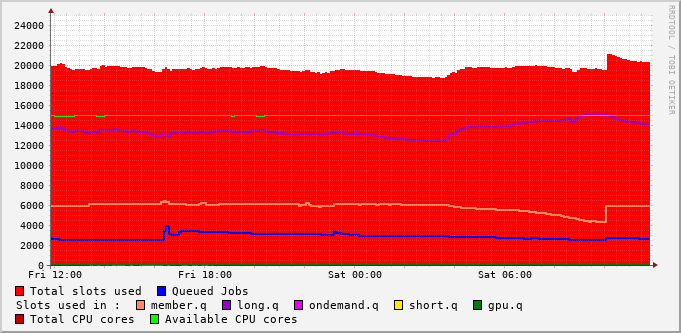 24000
22000
20000
18000
16000
14000
12000
10000
8000
6000
4000
2000
0
Fri 12:00 Fri 18:00 Sat 00:00 Sat 06:00
Total slots used Queued Jobs
Slots used in : member.q long.q ondemand.q short.q gpu.q
Total CPU cores Available CPU cores
RRDTOOL / TOBI OETIKER